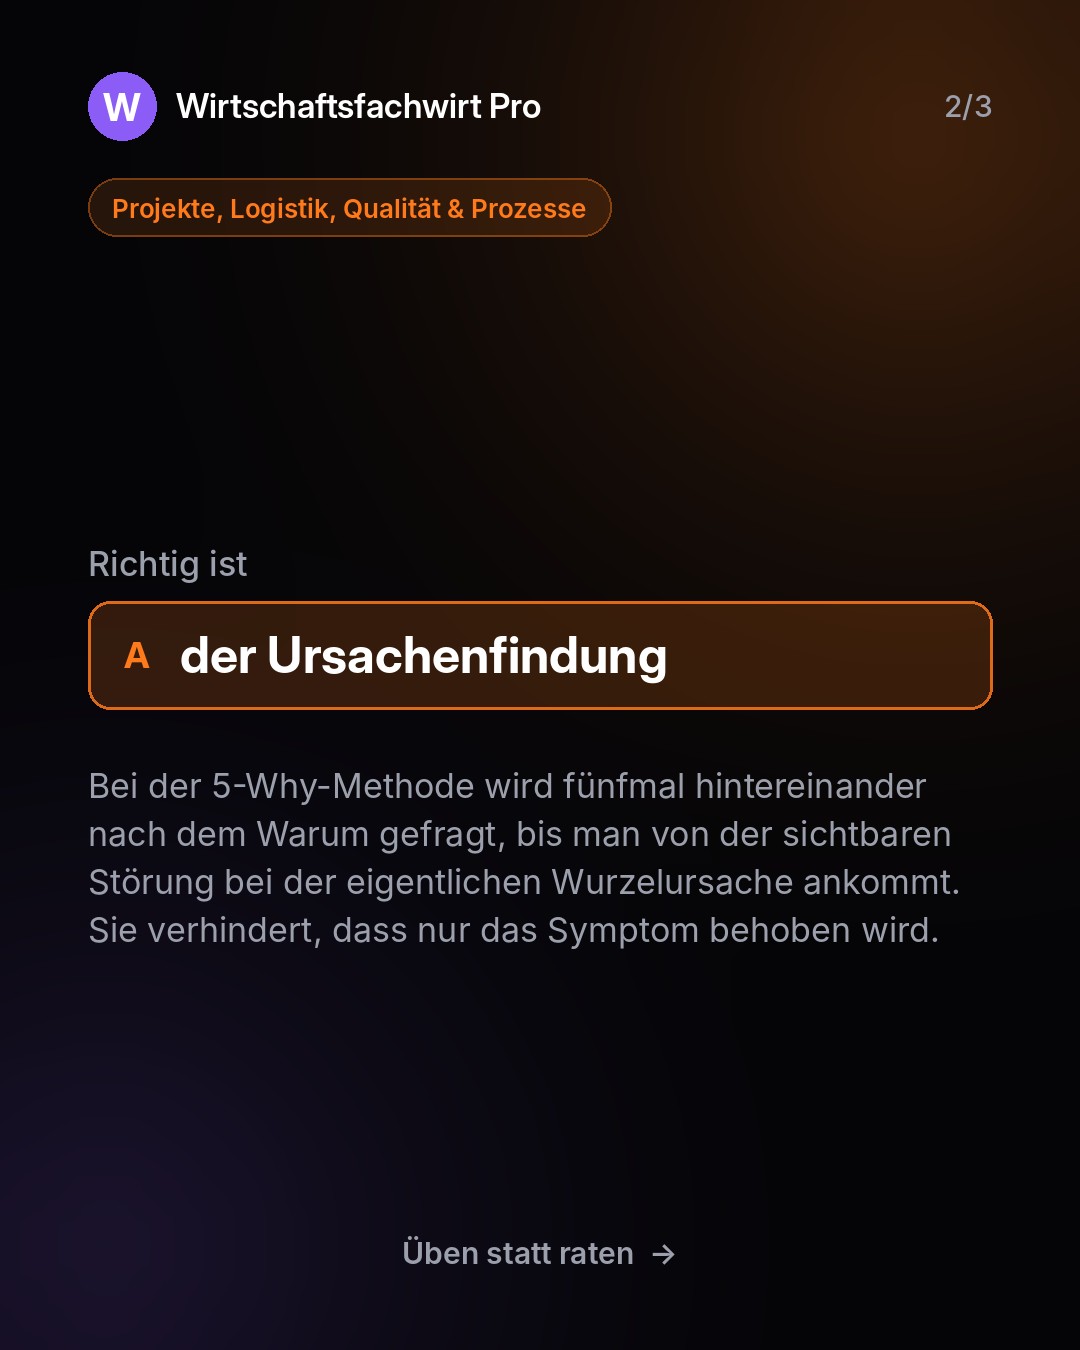 W Wirtschaftsfachwirt Pro 2/3
Projekte, Logistik, Qualität & Prozesse
Richtig ist
A der Ursachenfindung
Bei der 5-Why-Methode wird fünfmal hintereinander
nach dem Warum gefragt, bis man von der sichtbaren
Störung bei der eigentlichen Wurzelursache ankommt.
Sie verhindert, dass nur das Symptom behoben wird.
Üben statt raten →